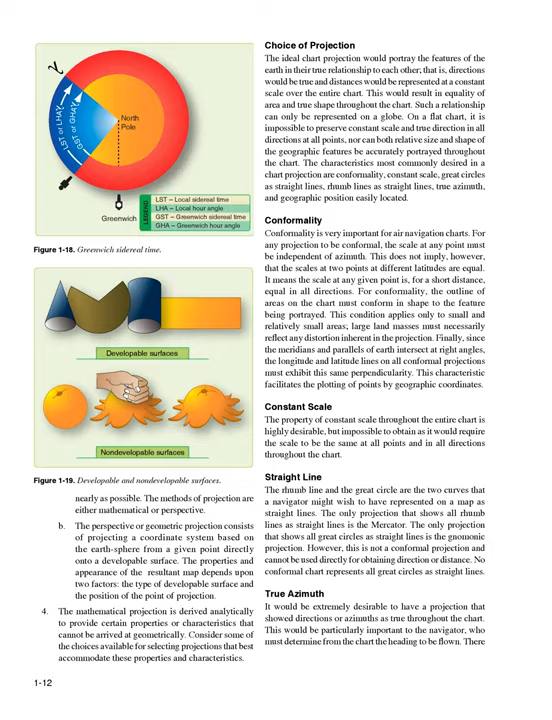 ϒ
LST or LHAϒ
GST or GHAϒ
North
Pole
Greenwich
LEGEND
LST – Local sidereal time
LHA – Local hour angle
GST – Greenwich sidereal time
GHA – Greenwich hour angle
Figure 1-18. Greenwich sidereal time.
Developable surfaces
Nondevelopable surfaces
Figure 1-19. Developable and nondevelopable surfaces.
nearly as possible. The methods of projection are
either mathematical or perspective.
b. The perspective or geometric projection consists
of projecting a coordinate system based on
the earth-sphere from a given point directly
onto a developable surface. The properties and
appearance of the resultant map depends upon
two factors: the type of developable surface and
the position of the point of projection.
4. The mathematical projection is derived analytically
to provide certain properties or characteristics that
cannot be arrived at geometrically. Consider some of
the choices available for selecting projections that best
accommodate these properties and characteristics.
Choice of Projection
The ideal chart projection would portray the features of the
earth in their true relationship to each other; that is, directions
would be true and distances would be represented at a constant
scale over the entire chart. This would result in equality of
area and true shape throughout the chart. Such a relationship
can only be represented on a globe. On a flat chart, it is
impossible to preserve constant scale and true direction in all
directions at all points, nor can both relative size and shape of
the geographic features be accurately portrayed throughout
the chart. The characteristics most commonly desired in a
chart projection are conformality, constant scale, great circles
as straight lines, rhumb lines as straight lines, true azimuth,
and geographic position easily located.
Conformality
Conformality is very important for air navigation charts. For
any projection to be conformal, the scale at any point must
be independent of azimuth. This does not imply, however,
that the scales at two points at different latitudes are equal.
It means the scale at any given point is, for a short distance,
equal in all directions. For conformality, the outline of
areas on the chart must conform in shape to the feature
being portrayed. This condition applies only to small and
relatively small areas; large land masses must necessarily
reflect any distortion inherent in the projection. Finally, since
the meridians and parallels of earth intersect at right angles,
the longitude and latitude lines on all conformal projections
must exhibit this same perpendicularity. This characteristic
facilitates the plotting of points by geographic coordinates.
Constant Scale
The property of constant scale throughout the entire chart is
highly desirable, but impossible to obtain as it would require
the scale to be the same at all points and in all directions
throughout the chart.
Straight Line
The rhumb line and the great circle are the two curves that
a navigator might wish to have represented on a map as
straight lines. The only projection that shows all rhumb
lines as straight lines is the Mercator. The only projection
that shows all great circles as straight lines is the gnomonic
projection. However, this is not a conformal projection and
cannot be used directly for obtaining direction or distance. No
conformal chart represents all great circles as straight lines.
True Azimuth
It would be extremely desirable to have a projection that
showed directions or azimuths as true throughout the chart.
This would be particularly important to the navigator, who
must determine from the chart the heading to be flown. There
1-12